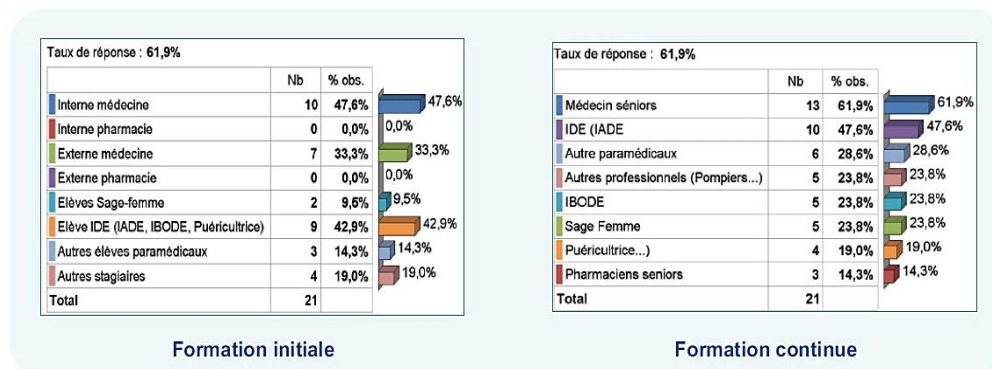 Taux de réponse : 61,9%
Nb % obs.
Interne médecine 10 47,6% 47,6%
Interne pharmacie 0 0,0% 0,0%
Externe médecine 7 33,3% 33,3%
Externe pharmacie 0 0,0% 0,0%
Elèves Sage-femme 2 9,5% 9,5%
Elève IDE (IADE, IBODE, Puéricultrice) 9 42,9% 42,9%
Autres élèves paramédicaux 3 14,3% 14,3%
Autres stagiaires 4 19,0% 19,0%
Total 21
Formation initiale
Taux de réponse : 61,9%
Nb % obs.
Médecin séniors 13 61,9% 61,9%
IDE (IADE 10 47,6% 47,6%
Autre paramédicaux 6 28,6% 28,6%
Autres professionnels (Pompiers...) 5 23,8% 23,8%
IBODE 5 23,8% 23,8%
Sage Femme 5 23,8% 23,8%
Puéricultrice...) 4 19,0% 19,0%
Pharmaciens seniors 3 14,3% 14,3%
Total 21
Formation continue